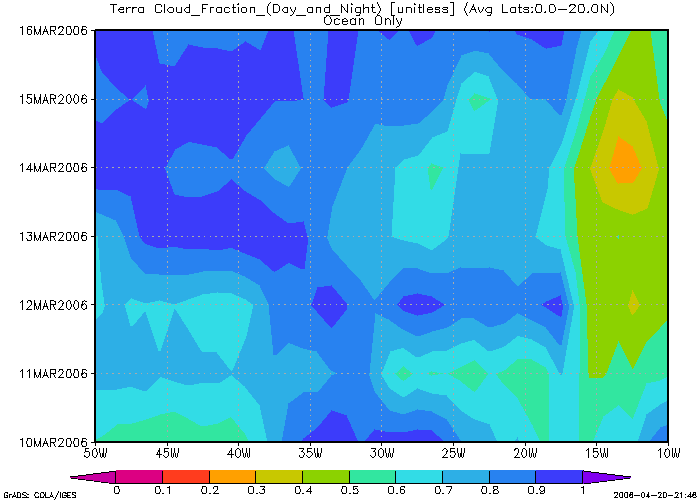 Terra Cloud_Fraction_(Day_and_Night) [unitless] (Avg Lats:0.0-20.0N)
Ocean Only
16MAR2006
15MAR2006
14MAR2006
13MAR2006
12MAR2006
11MAR2006
10MAR2006
50W 45W 40W 35W 30W 25W 20W 15W 10W
0 0.1 0.2 0.3 0.4 0.5 0.6 0.7 0.8 0.9 1
GrADS: COLA/IGES 2006-04-20-21:46